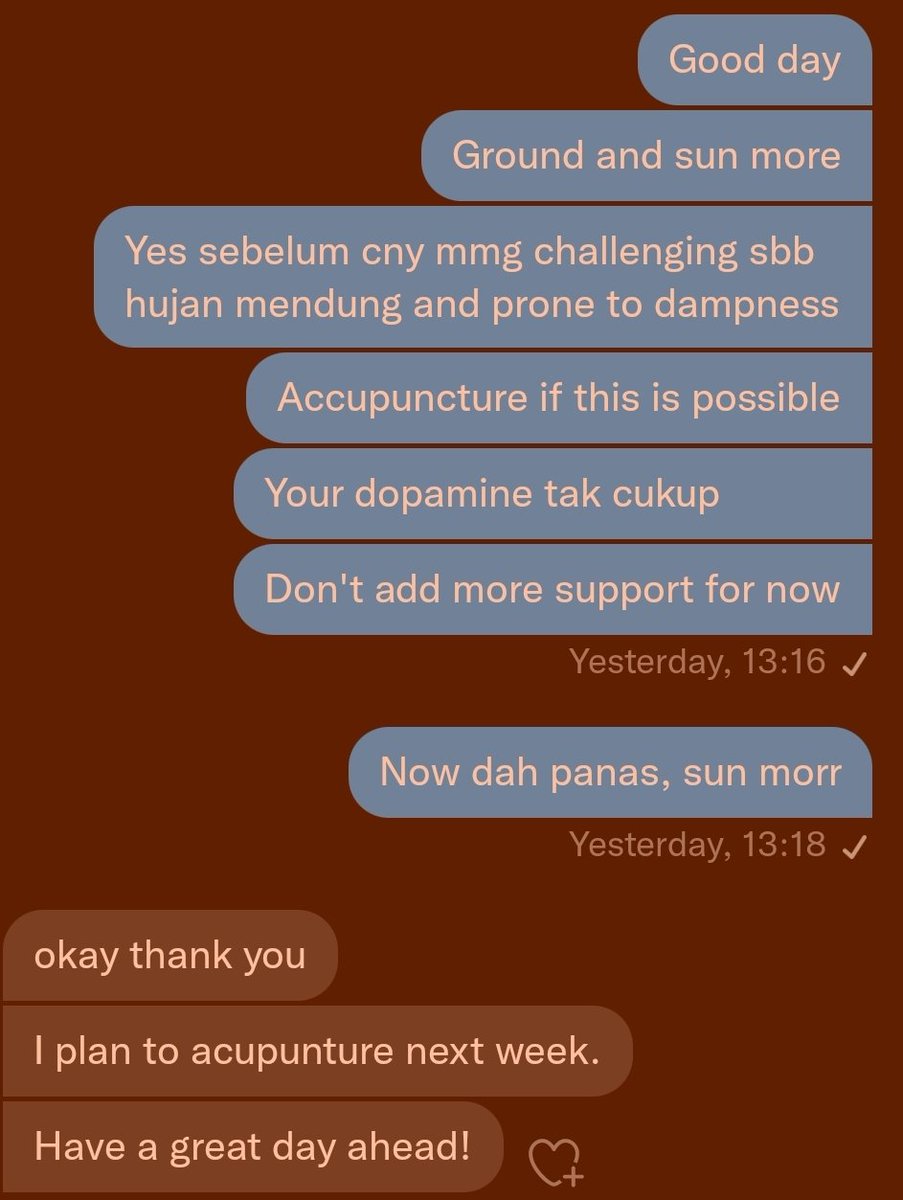 Good day
Ground and sun more
Yes sebelum cny mmg challenging sbb
hujan mendung and prone to dampness
Accupuncture if this is possible
Your dopamine tak cukup
Don't add more support for now
Yesterday, 13:16
Now dah panas, sun morr
Yesterday, 13:18
okay thank you
I plan to acupunture next week.
Have a great day ahead!